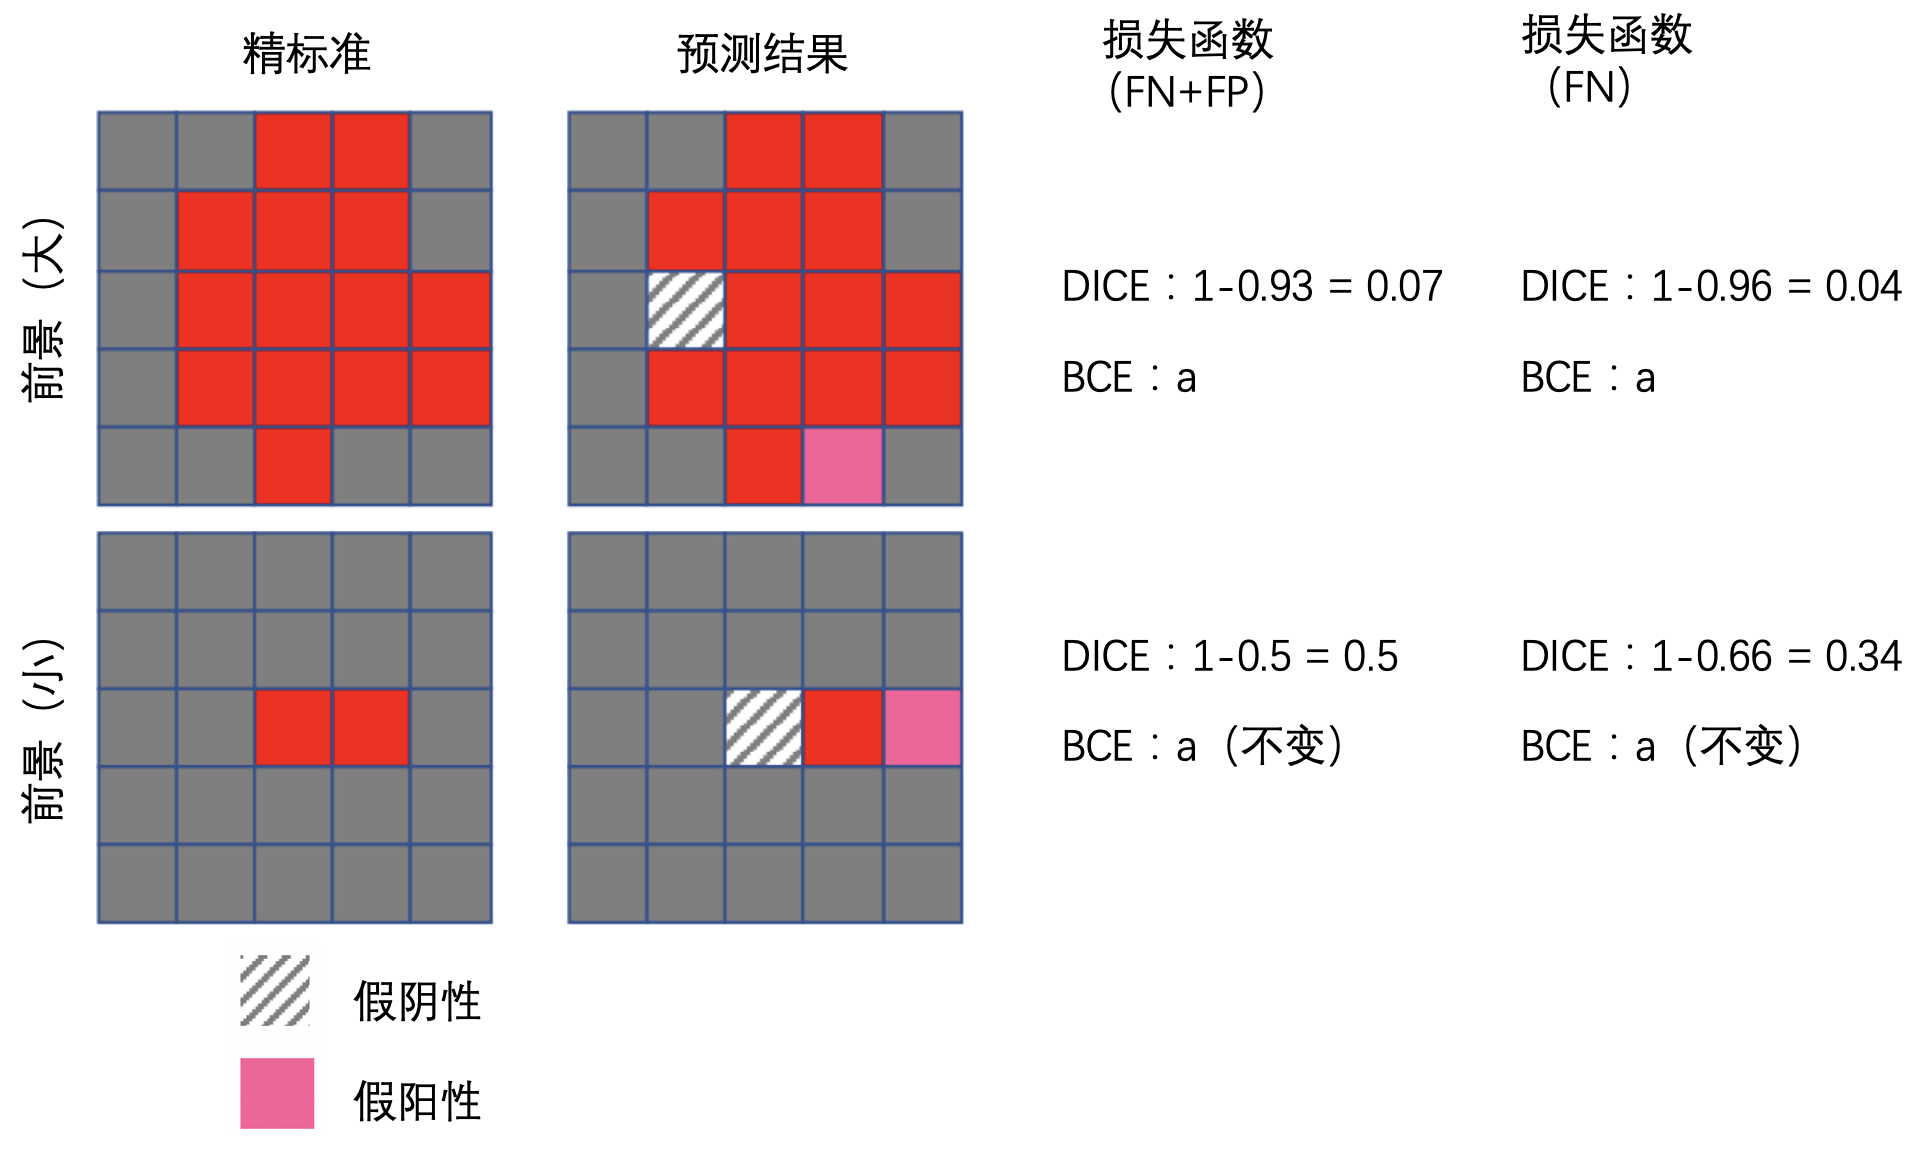 精标准
预测结果
损失函数
（FN+FP）
损失函数
（FN）
前景（大）
DICE：1-0.93 = 0.07
DICE：1-0.96 = 0.04
BCE：a
BCE：a
前景（小）
DICE：1-0.5 = 0.5
DICE：1-0.66 = 0.34
BCE：a（不变）
BCE：a（不变）
假阴性
假阳性